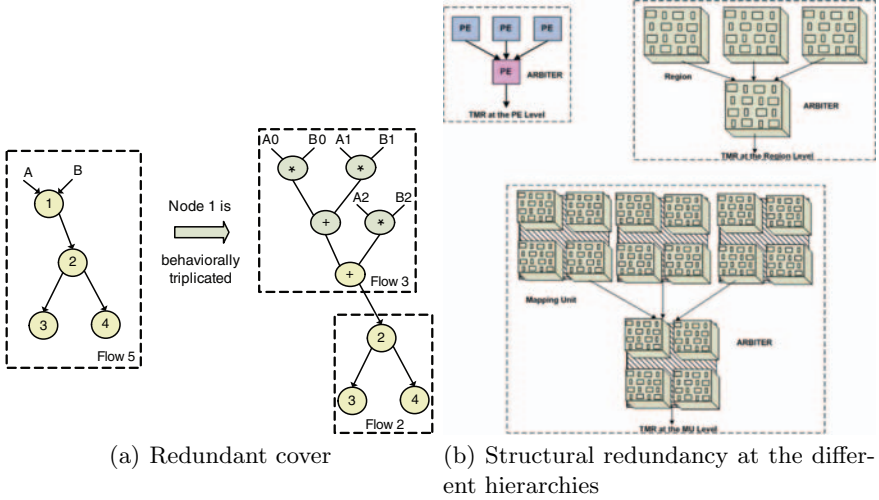 A B
1
2
3 4
Flow 5
Node 1 is
behaviorally
triplicated
A0 B0 A1 B1
* *
A2 B2
+ *
+
Flow 3
2
3 4
Flow 2
(a) Redundant cover
PE PE PE
PE ARBITER
TMR at the PE Level
Region
ARBITER
TMR at the Region Level
Mapping Unit
ARBITER
TMR at the MU Level
(b) Structural redundancy at the differ-
ent hierarchies